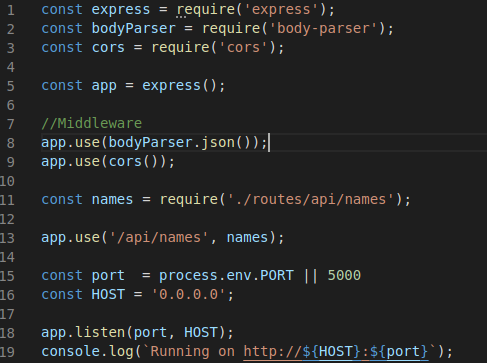 1 const express = require('express');
2 const bodyParser = require('body-parser');
3 const cors = require('cors');
4
5 const app = express();
6
7 //Middleware
8 app.use(bodyParser.json());
9 app.use(cors());
10
11 const names = require('./routes/api/names');
12
13 app.use('/api/names', names);
14
15 const port  = process.env.PORT || 5000
16 const HOST = '0.0.0.0';
17
18 app.listen(port, HOST);
19 console.log(`Running on http://${HOST}:${port}`);